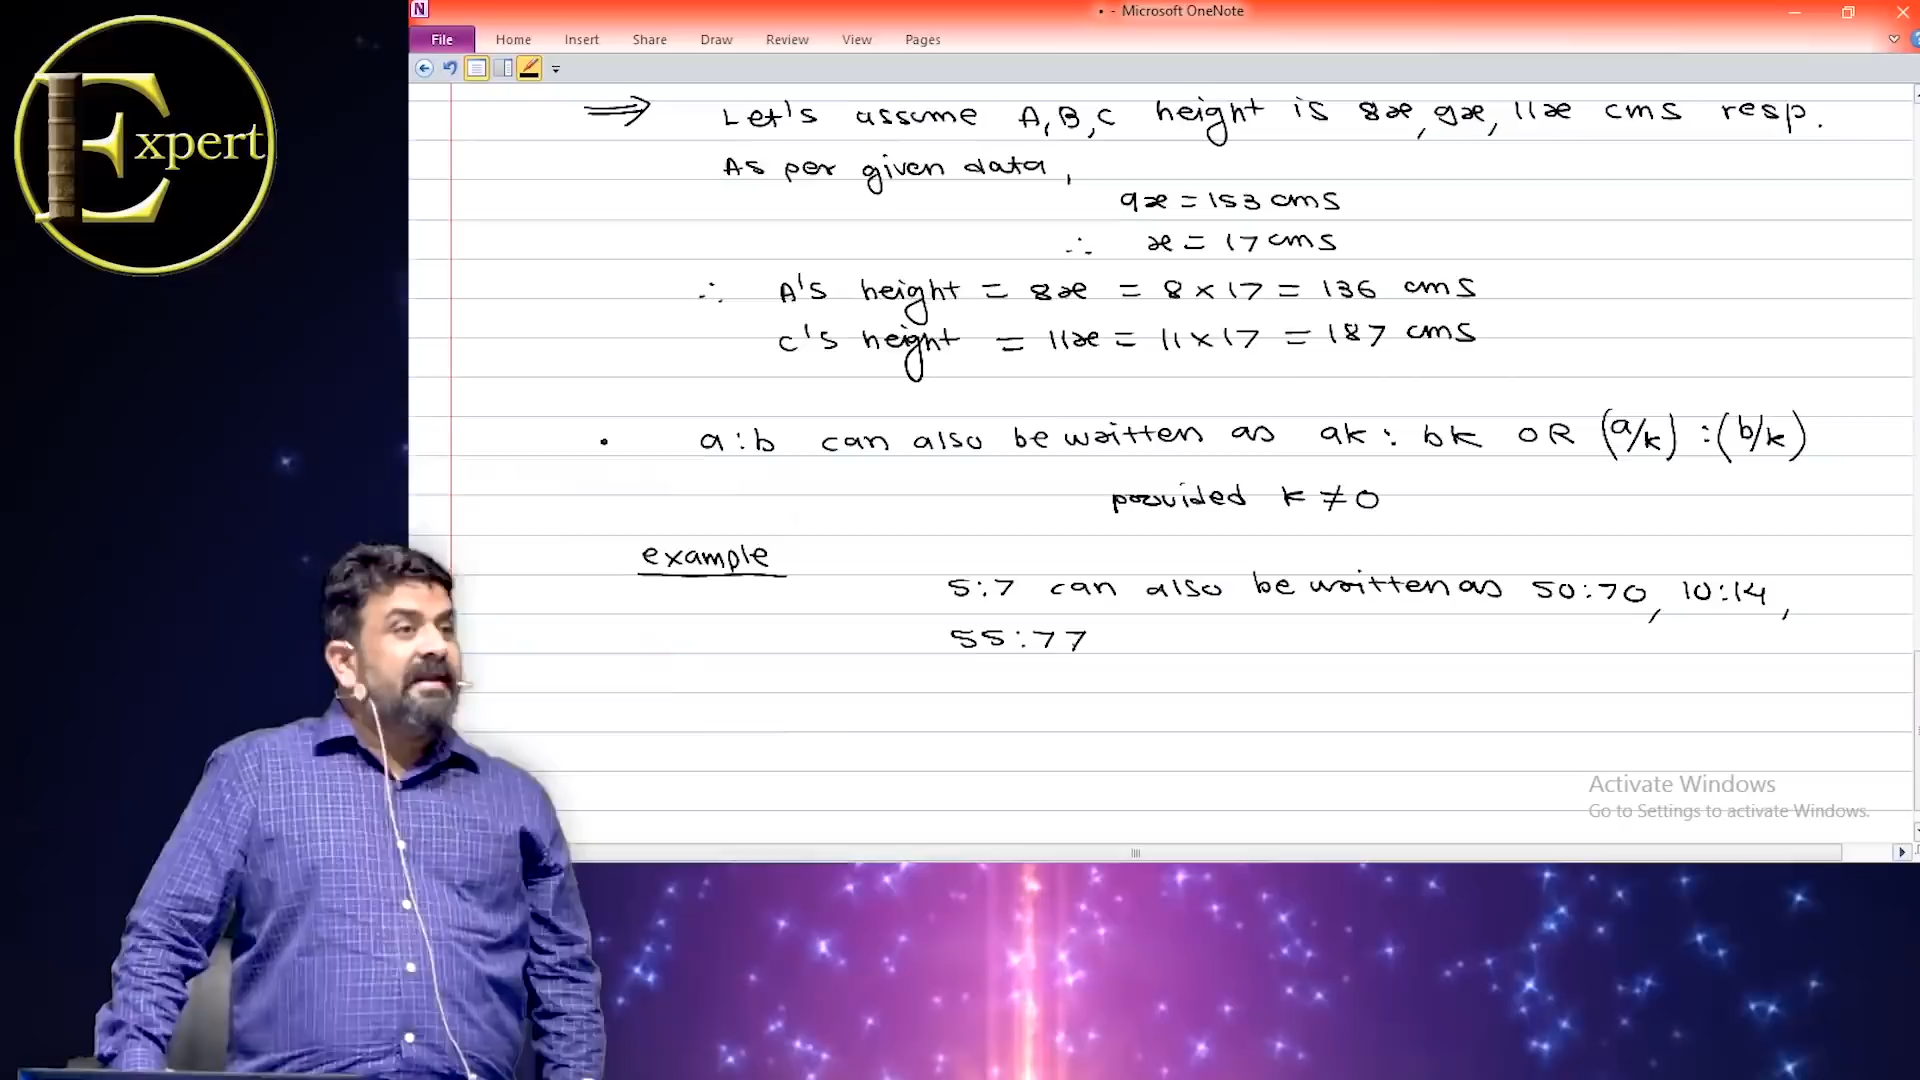 Expert
- Microsoft OneNote
File Home Insert Share Draw Review View Pages
⇒ Let's assume A, B, C height is 8x, 9x, 11x cms resp.
As per given data,
9x = 153 cms
∴ x = 17 cms
∴ A's height = 8x = 8 × 17 = 136 cms
C's height = 11x = 11 × 17 = 187 cms
• a : b can also be written as ak : bk OR (a/k) : (b/k)
provided k ≠ 0
example
5:7 can also be written as 50:70, 10:14,
55:77
Activate Windows
Go to Settings to activate Windows.